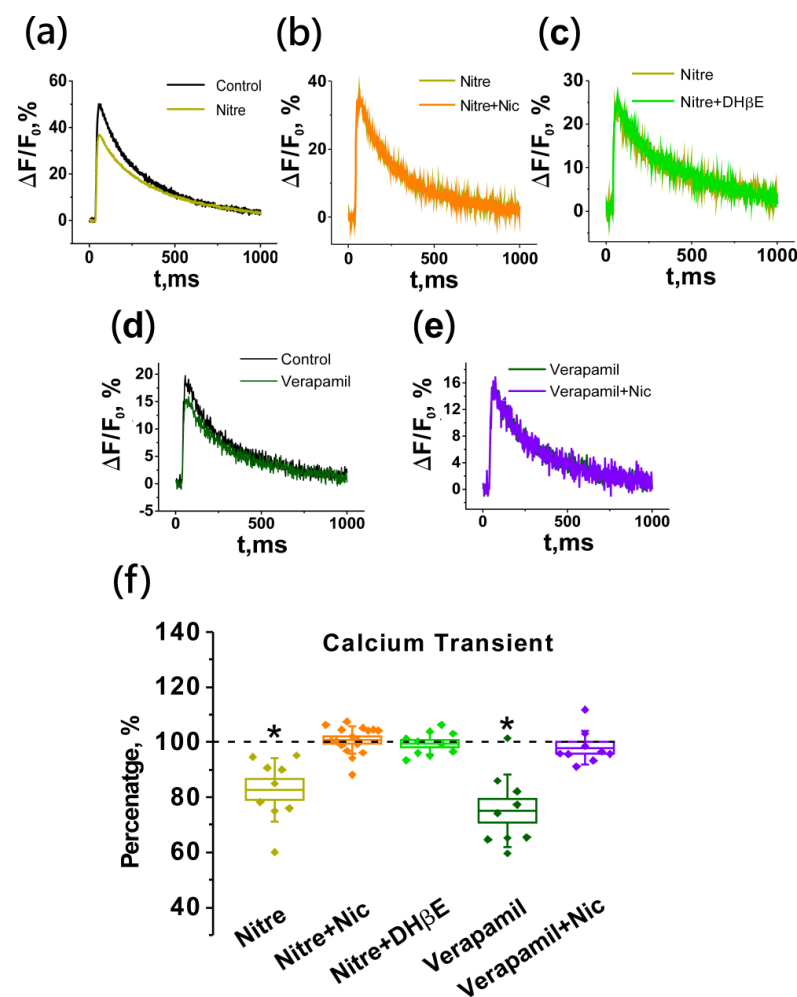 (a)
ΔF/F0, %
60
40
20
0
Control
Nitre
0 500 1000
t,ms
(b)
ΔF/F0, %
40
20
0
Nitre
Nitre+Nic
0 500 1000
t,ms
(c)
ΔF/F0, %
30
20
10
0
Nitre
Nitre+DHβE
0 500 1000
t,ms
(d)
ΔF/F0, %
20
15
10
5
0
-5
Control
Verapamil
0 500 1000
t,ms
(e)
ΔF/F0, %
16
12
8
4
0
Verapamil
Verapamil+Nic
0 500 1000
t,ms
(f)
Calcium Transient
Percenatge, %
140
120
100
80
60
40
*
*
Nitre
Nitre+Nic
Nitre+DHβE
Verapamil
Verapamil+Nic